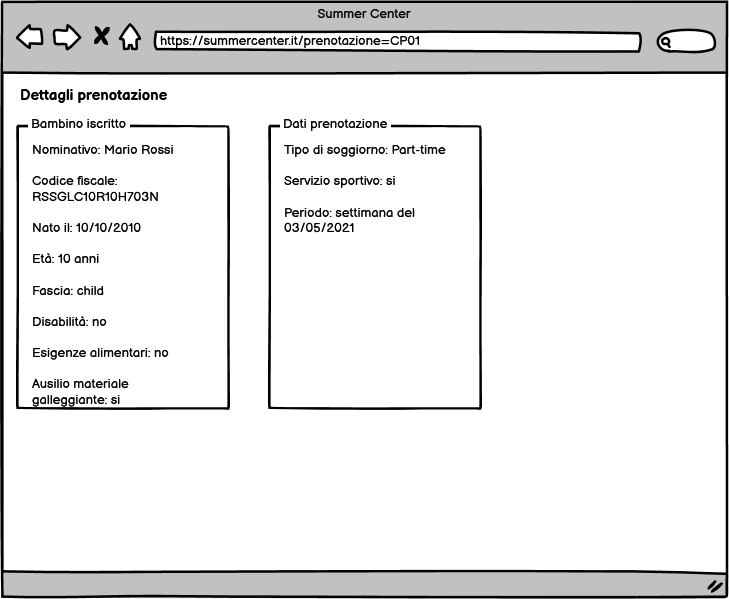 Summer Center
https://summercenter.it/prenotazione=CP01
Dettagli prenotazione
Bambino iscritto
Nominativo: Mario Rossi
Codice fiscale:
RSSGLC10R10H703N
Nato il: 10/10/2010
Età: 10 anni
Fascia: child
Disabilità: no
Esigenze alimentari: no
Ausilio materiale
galleggiante: si
Dati prenotazione
Tipo di soggiorno: Part-time
Servizio sportivo: si
Periodo: settimana del
03/05/2021